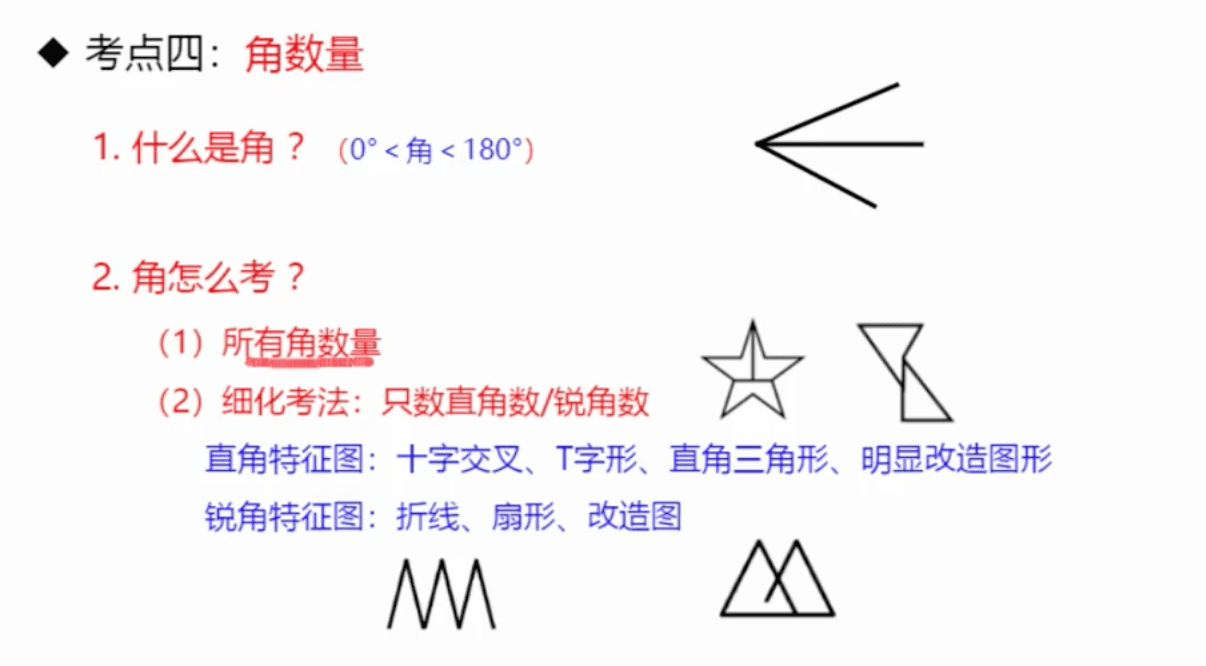 ◆ 考点四：角数量
1. 什么是角？（0°<角<180°）
2. 角怎么考？
（1）所有角数量
（2）细化考法：只数直角数/锐角数
直角特征图：十字交叉、T字形、直角三角形、明显改造图形
锐角特征图：折线、扇形、改造图